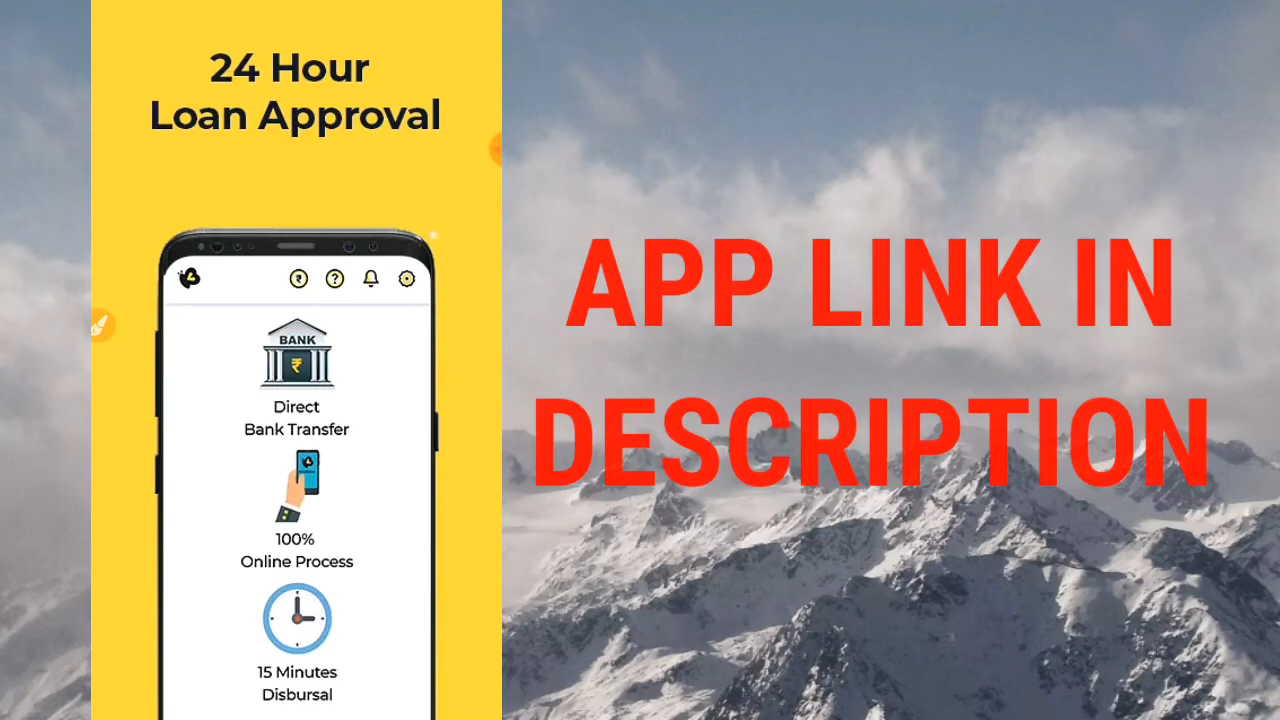 24 Hour
Loan Approval
BANK
₹
Direct
Bank Transfer
100%
Online Process
15 Minutes
Disbursal
APP LINK IN
DESCRIPTION